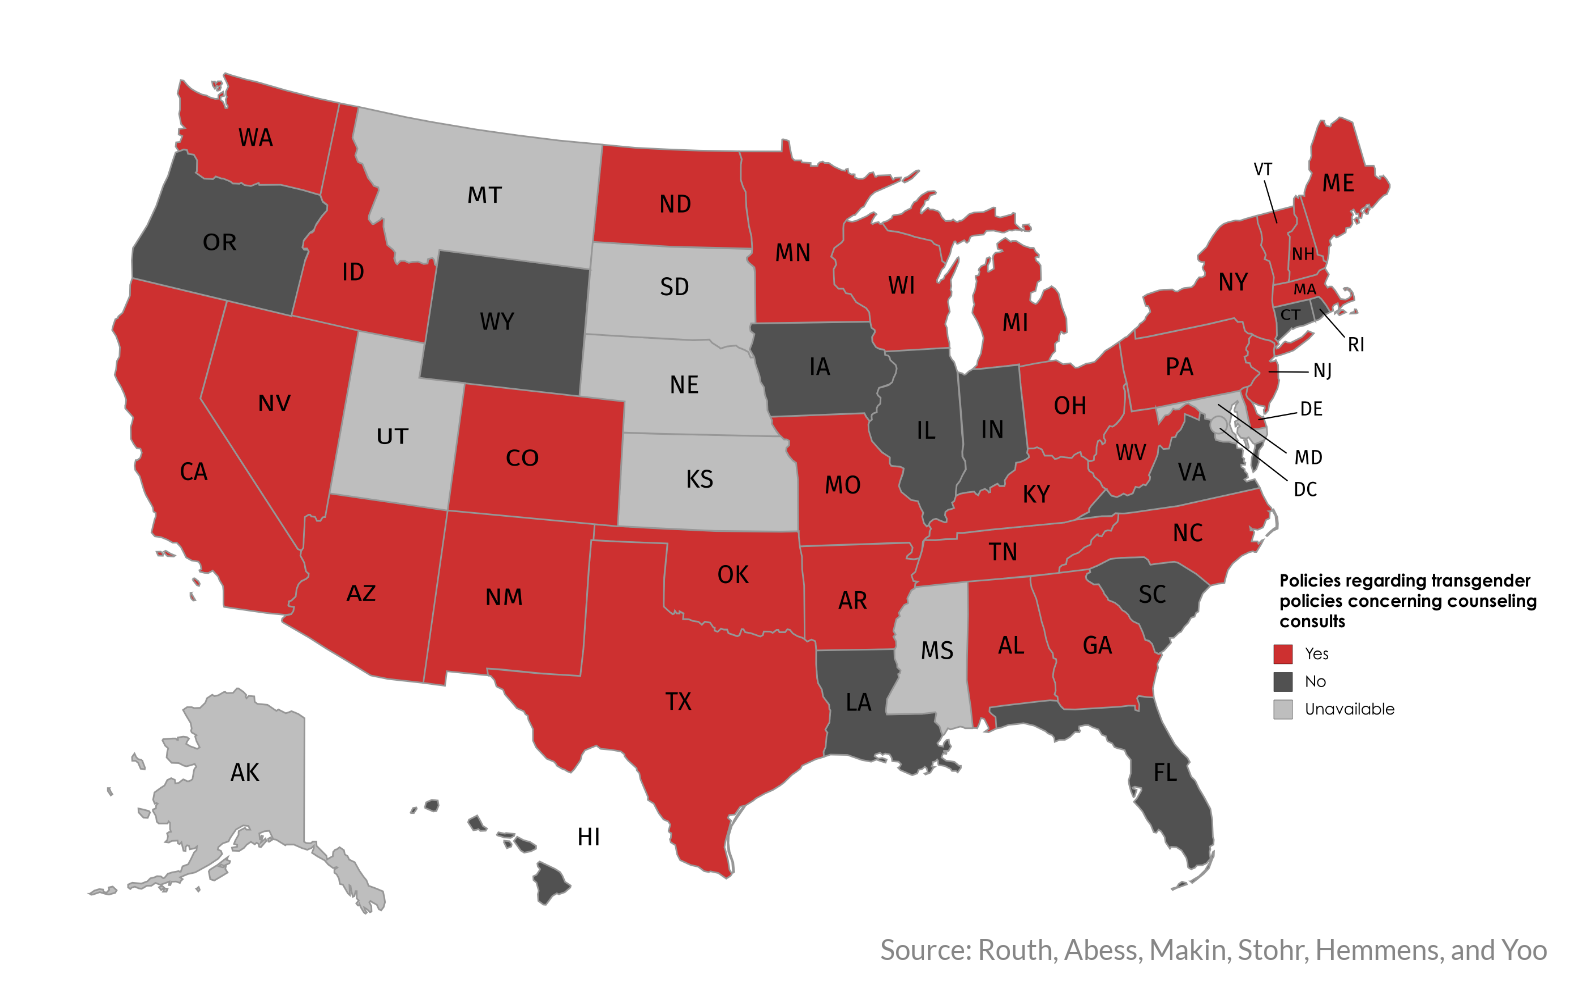 WA
MT
ND
MN
VT
ME
OR
ID
SD
WI
NY
NH
MA
WY
MI
CT
RI
IA
PA
NJ
NE
NV
UT
OH
DE
IL
IN
CO
WV
MD
CA
KS
MO
KY
VA
DC
AZ
NM
OK
AR
TN
NC
SC
MS
AL
GA
TX
LA
FL
AK
HI
Policies regarding transgender
policies concerning counseling
consults
Yes
No
Unavailable
Source: Routh, Abess, Makin, Stohr, Hemmens, and Yoo